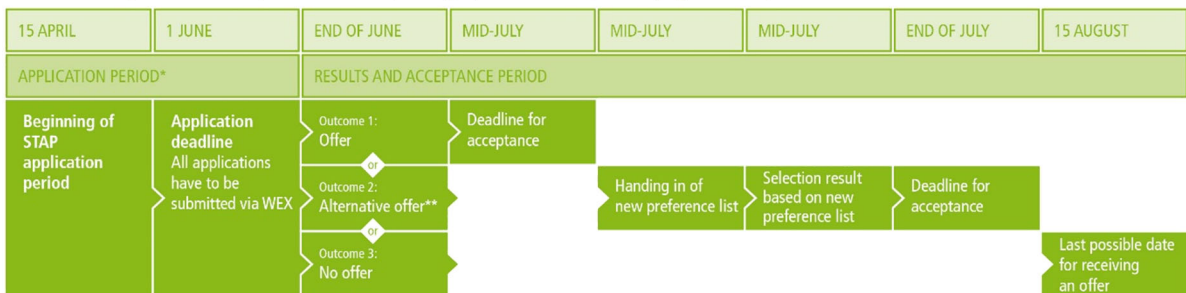 15 APRIL
1 JUNE
END OF JUNE
MID-JULY
MID-JULY
MID-JULY
END OF JULY
15 AUGUST
APPLICATION PERIOD*
RESULTS AND ACCEPTANCE PERIOD
Beginning of
STAP
application
period
Application
deadline
All applications
have to be
submitted via WEX
Outcome 1:
Offer
or
Outcome 2:
Alternative offer**
or
Outcome 3:
No offer
Deadline for
acceptance
Handing in of
new preference list
Selection result
based on new
preference list
Deadline for
acceptance
Last possible date
for receiving
an offer